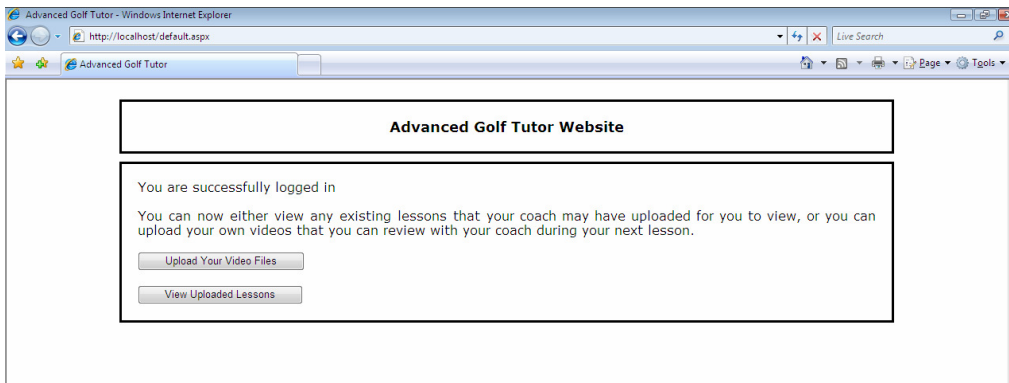 Advanced Golf Tutor - Windows Internet Explorer
http://localhost/default.aspx
Live Search
Advanced Golf Tutor
Page
Tools
Advanced Golf Tutor Website
You are successfully logged in
You can now either view any existing lessons that your coach may have uploaded for you to view, or you can
upload your own videos that you can review with your coach during your next lesson.
Upload Your Video Files
View Uploaded Lessons